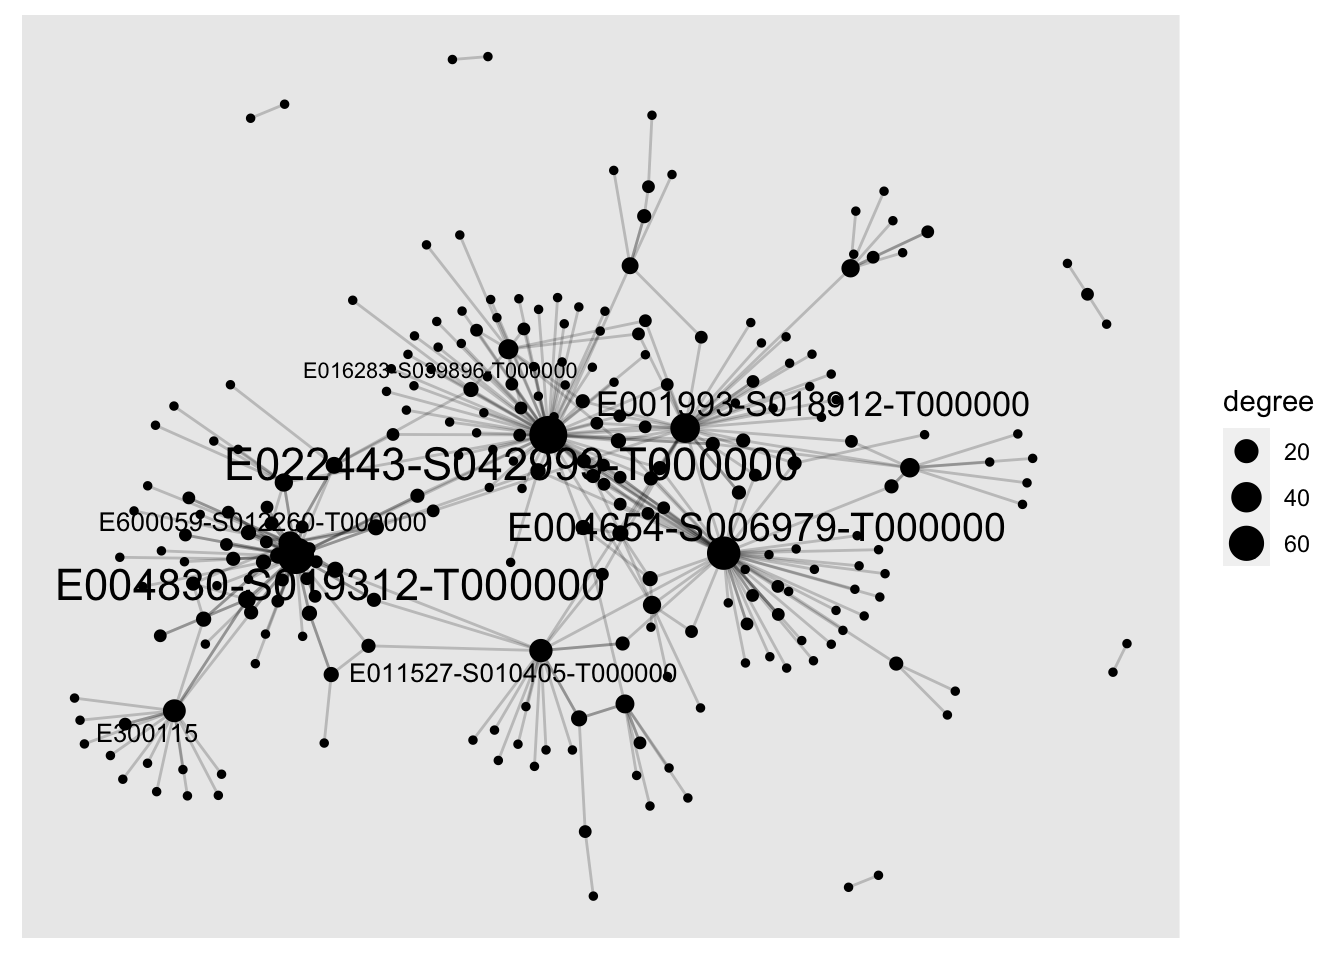 E016283-S039896-T000000
E001993-S018912-T000000
E022443-S042999-T000000
E600059-S012260-T000000
E004654-S006979-T000000
E004830-S019312-T000000
E011527-S010405-T000000
E300115
degree
20
40
60